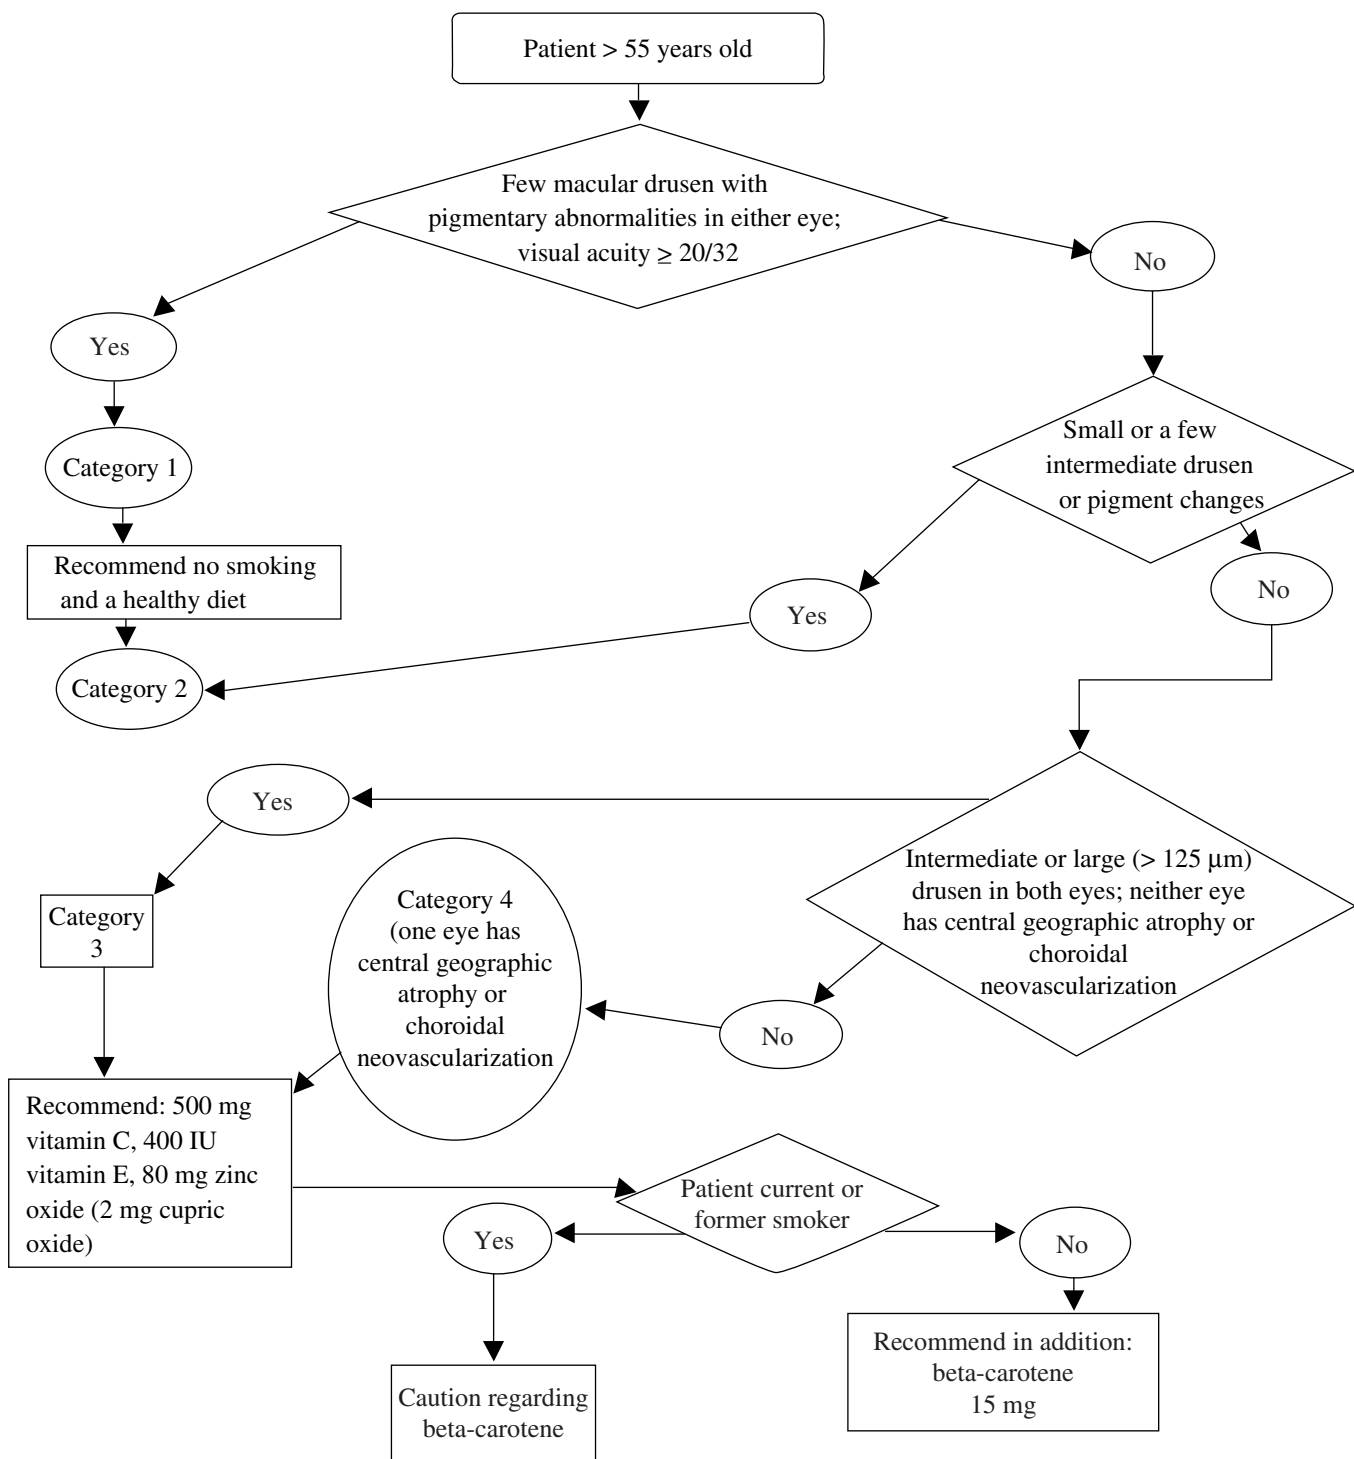 Patient > 55 years old
Few macular drusen with
pigmentary abnormalities in either eye;
visual acuity ≥ 20/32
No
Yes
Small or a few
intermediate drusen
or pigment changes
Category 1
Recommend no smoking
and a healthy diet
No
Yes
Category 2
Yes
Intermediate or large (> 125 μm)
drusen in both eyes; neither eye
has central geographic atrophy or
choroidal
neovascularization
Category 4
(one eye has
central geographic
atrophy or
choroidal
neovascularization
Category
3
No
Recommend: 500 mg
vitamin C, 400 IU
vitamin E, 80 mg zinc
oxide (2 mg cupric
oxide)
Patient current or
former smoker
Yes
No
Recommend in addition:
beta-carotene
15 mg
Caution regarding
beta-carotene